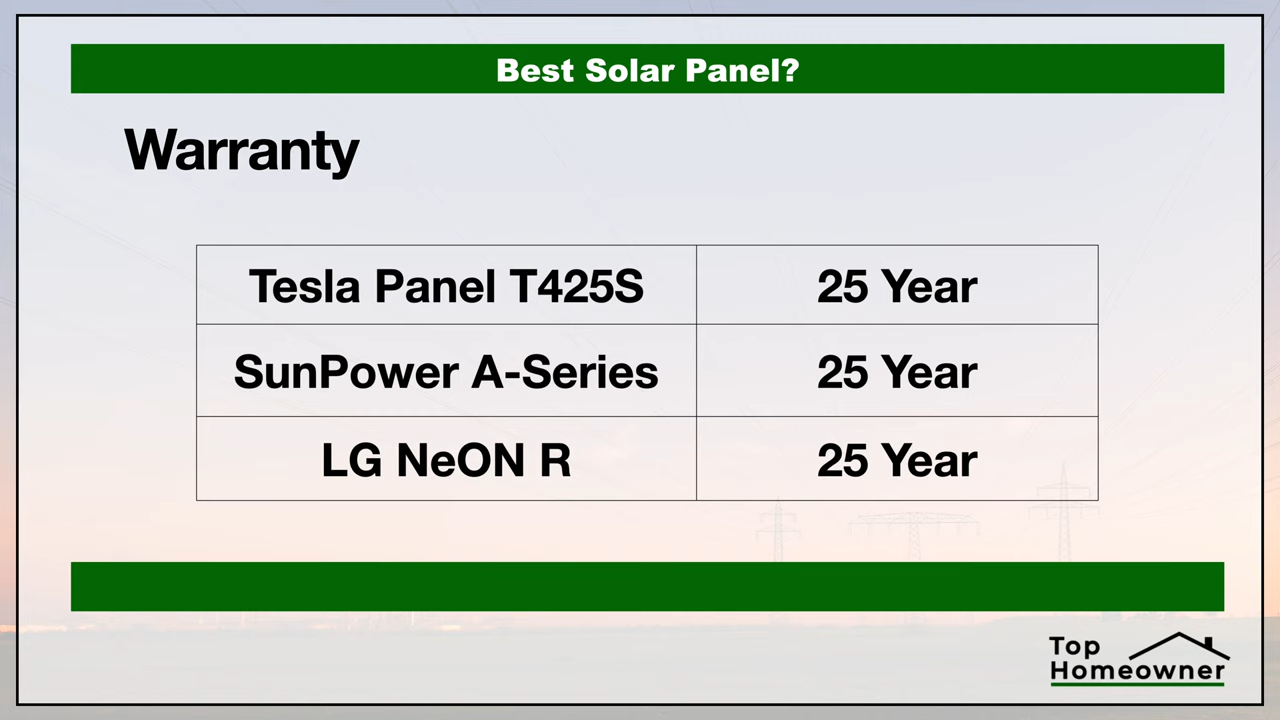 Best Solar Panel?
Warranty
Tesla Panel T425S 25 Year
SunPower A-Series 25 Year
LG NeON R 25 Year
Top
Homeowner